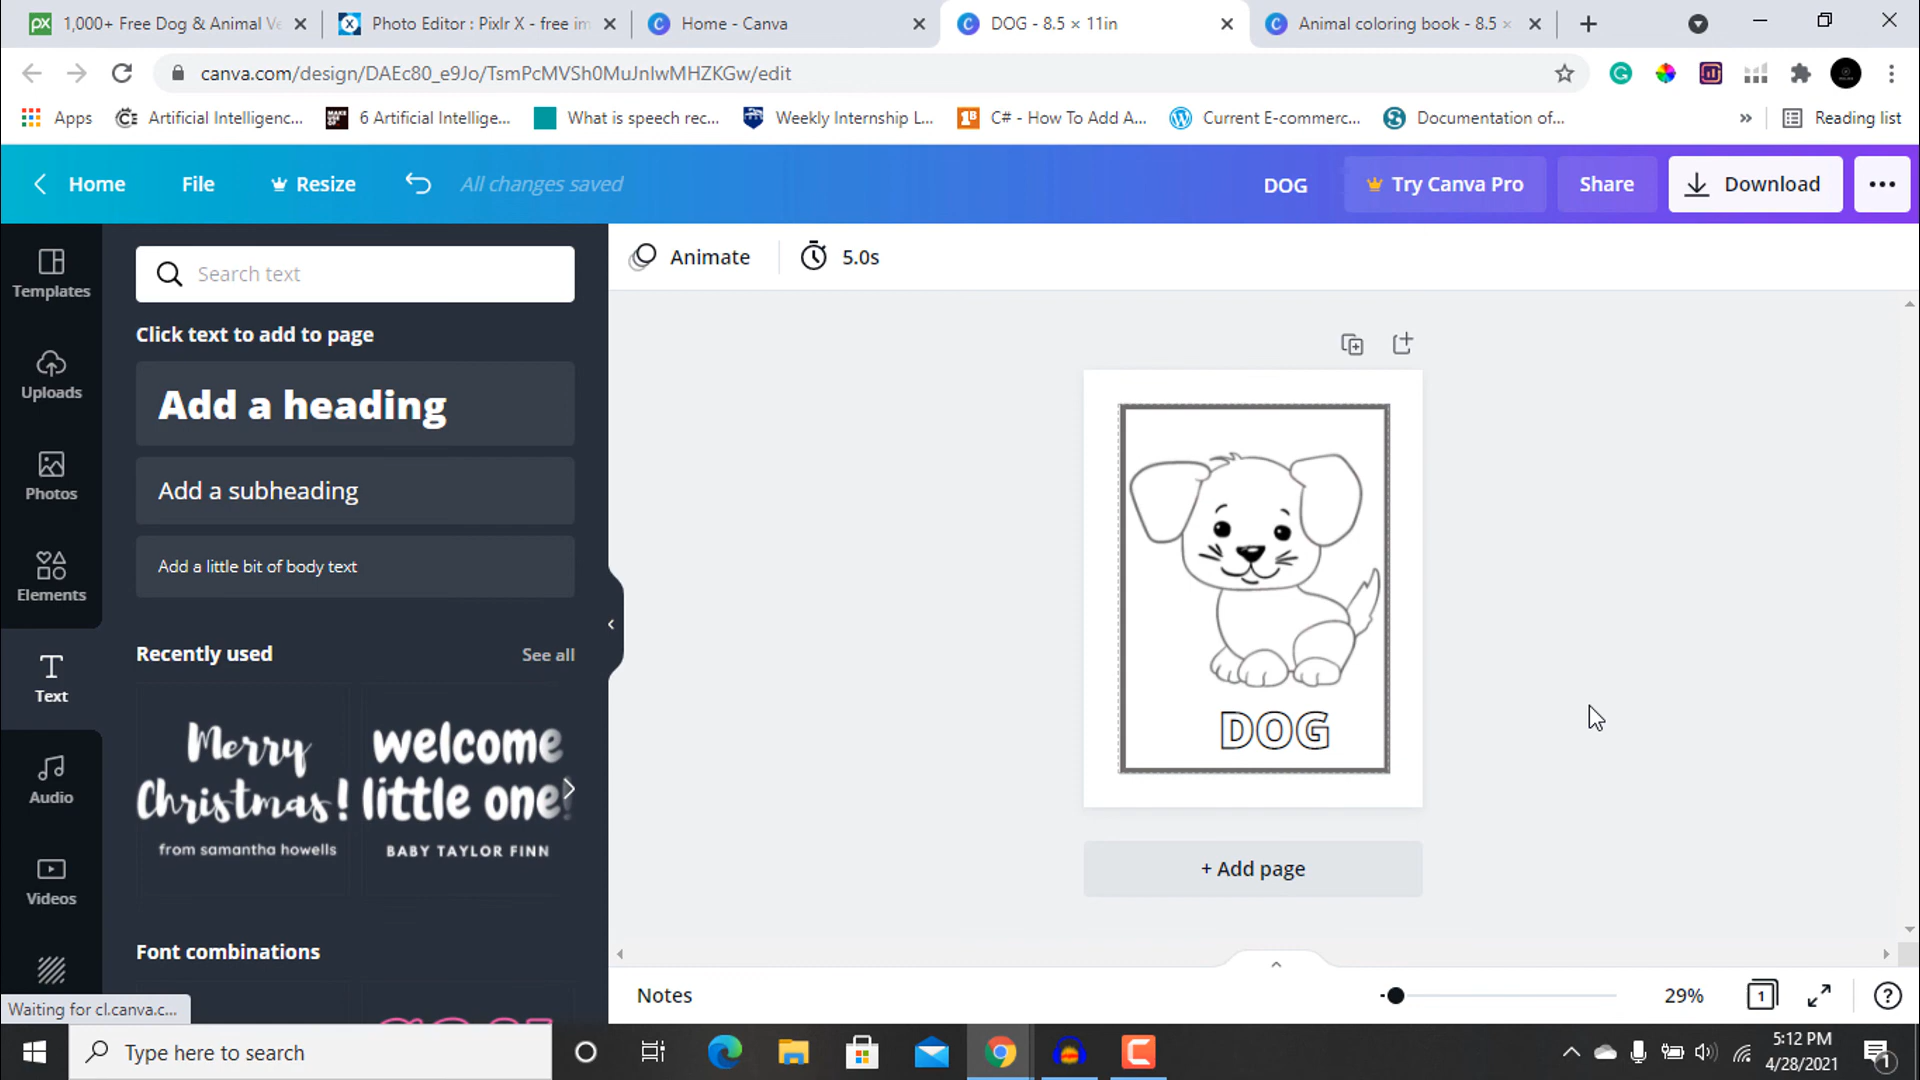 1,000+ Free Dog & Animal Ve
Photo Editor : Pixlr X - free im
Home - Canva
DOG - 8.5 × 11in
Animal coloring book - 8.5 ×
canva.com/design/DAEc80_e9Jo/TsmPcMVSh0MuJnIwMHZKGw/edit
Apps
Artificial Intelligenc...
6 Artificial Intellige...
What is speech rec...
Weekly Internship L...
C# - How To Add A...
Current E-commerc...
Documentation of...
»
Reading list
Home
File
Resize
All changes saved
DOG
Try Canva Pro
Share
Download
Templates
Uploads
Photos
Elements
Text
Audio
Videos
Search text
Click text to add to page
Add a heading
Add a subheading
Add a little bit of body text
Recently used
See all
Merry
Christmas!
from samantha howells
welcome
little one!
BABY TAYLOR FINN
Font combinations
Animate
5.0s
DOG
+ Add page
Notes
29%
1
Waiting for cl.canva.c...
Type here to search
5:12 PM
4/28/2021
1